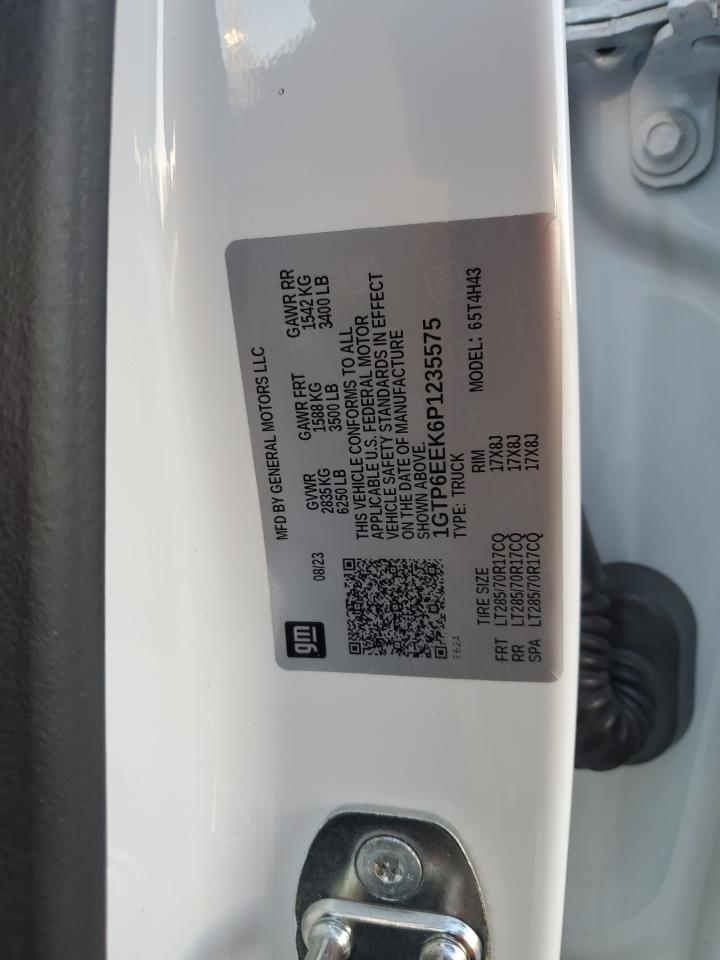 gm
MFD BY GENERAL MOTORS LLC
08/23
GVWR GAWR FRT GAWR RR
2835 KG 1588 KG 1542 KG
6250 LB 3500 LB 3400 LB
THIS VEHICLE CONFORMS TO ALL
APPLICABLE U.S. FEDERAL MOTOR
VEHICLE SAFETY STANDARDS IN EFFECT
ON THE DATE OF MANUFACTURE
SHOWN ABOVE.
1GTP6EEK6P1235575
TYPE: TRUCK MODEL: 65T4H43
TIRE SIZE RIM
FRT LT285/70R17CQ 17X8J
RR LT285/70R17CQ 17X8J
SPA LT285/70R17CQ 17X8J